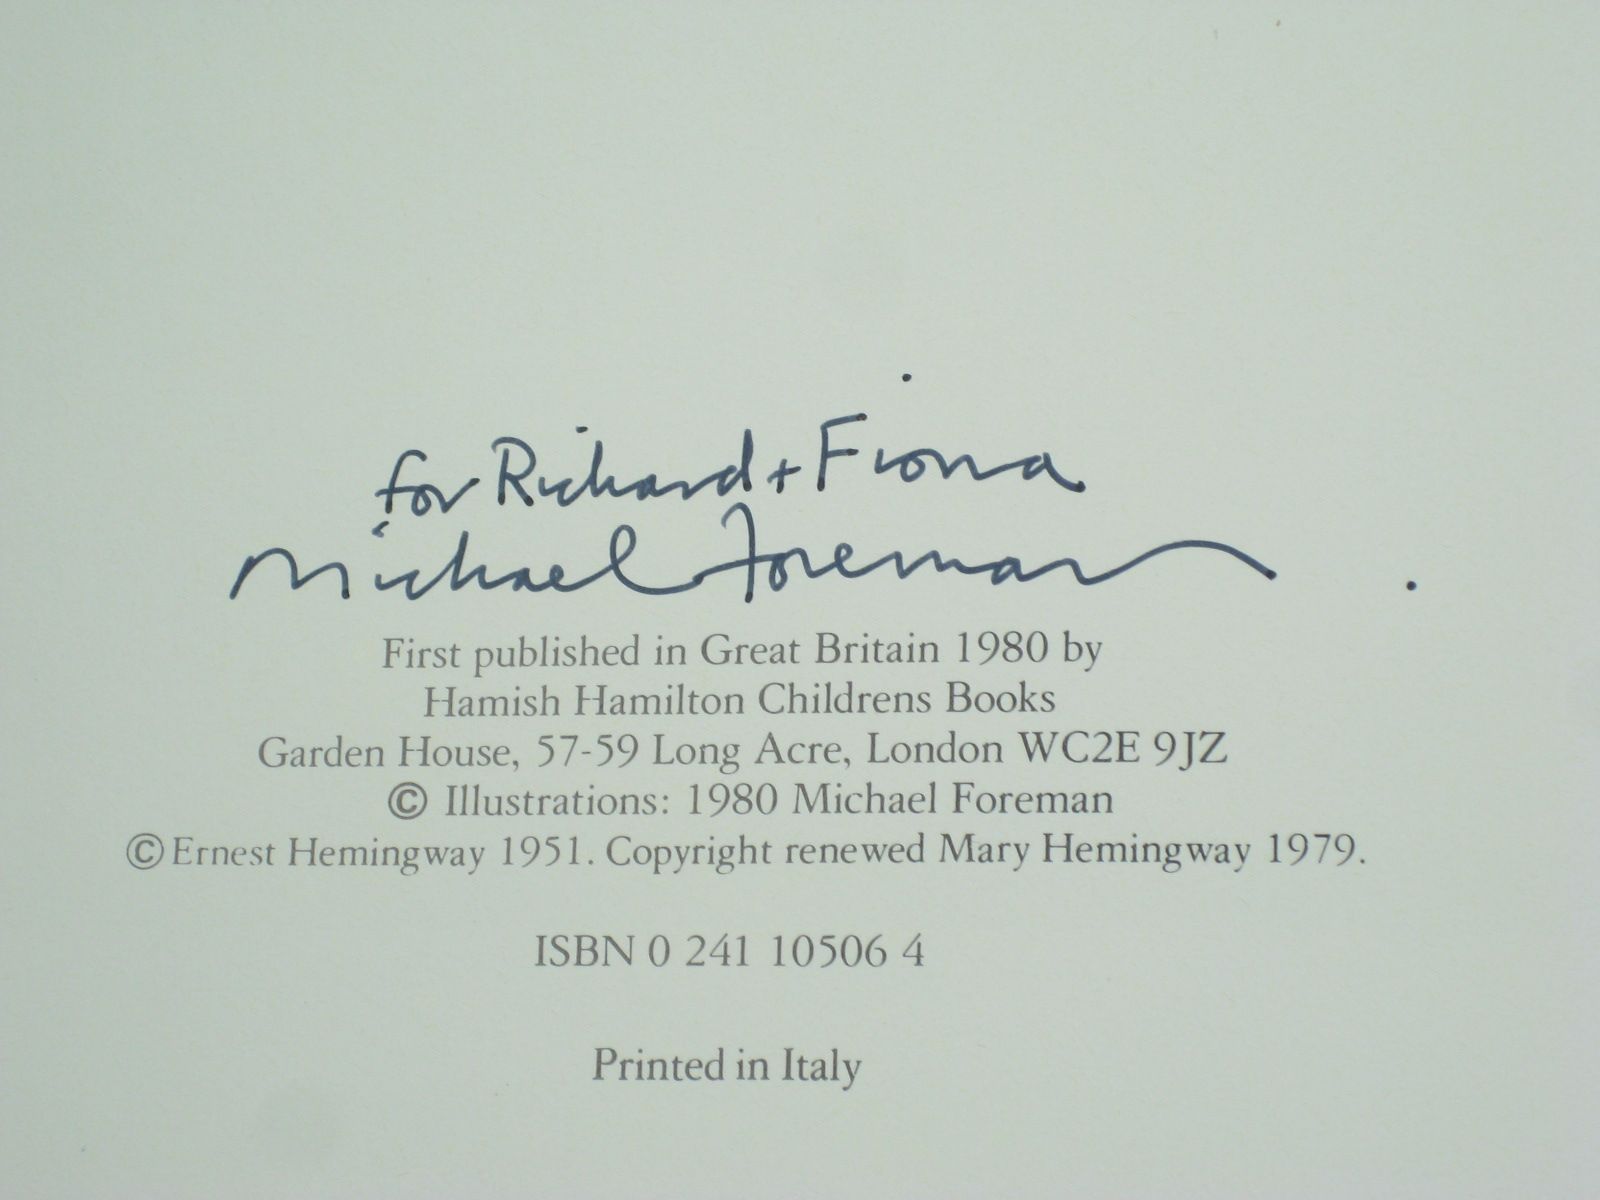 for Richard + Fiona
Michael Foreman
First published in Great Britain 1980 by
Hamish Hamilton Childrens Books
Garden House, 57-59 Long Acre, London WC2E 9JZ
© Illustrations: 1980 Michael Foreman
© Ernest Hemingway 1951. Copyright renewed Mary Hemingway 1979.
ISBN 0 241 10506 4
Printed in Italy